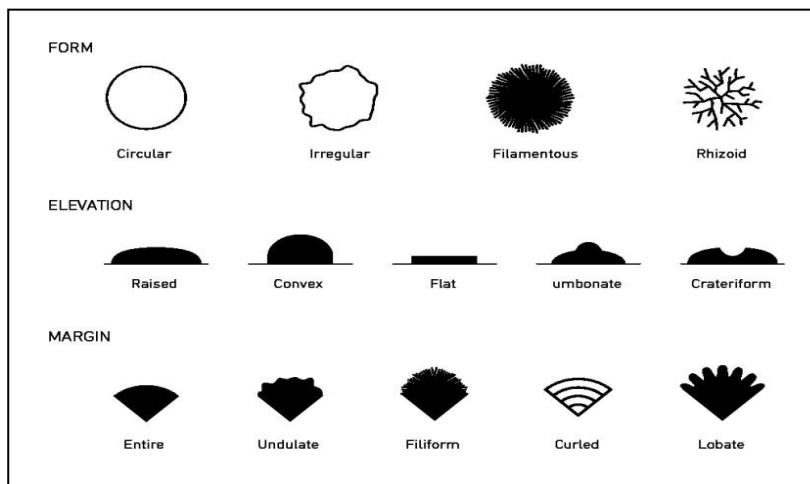 FORM
Circular Irregular Filamentous Rhizoid
ELEVATION
Raised Convex Flat umbonate Crateriform
MARGIN
Entire Undulate Filiform Curled Lobate